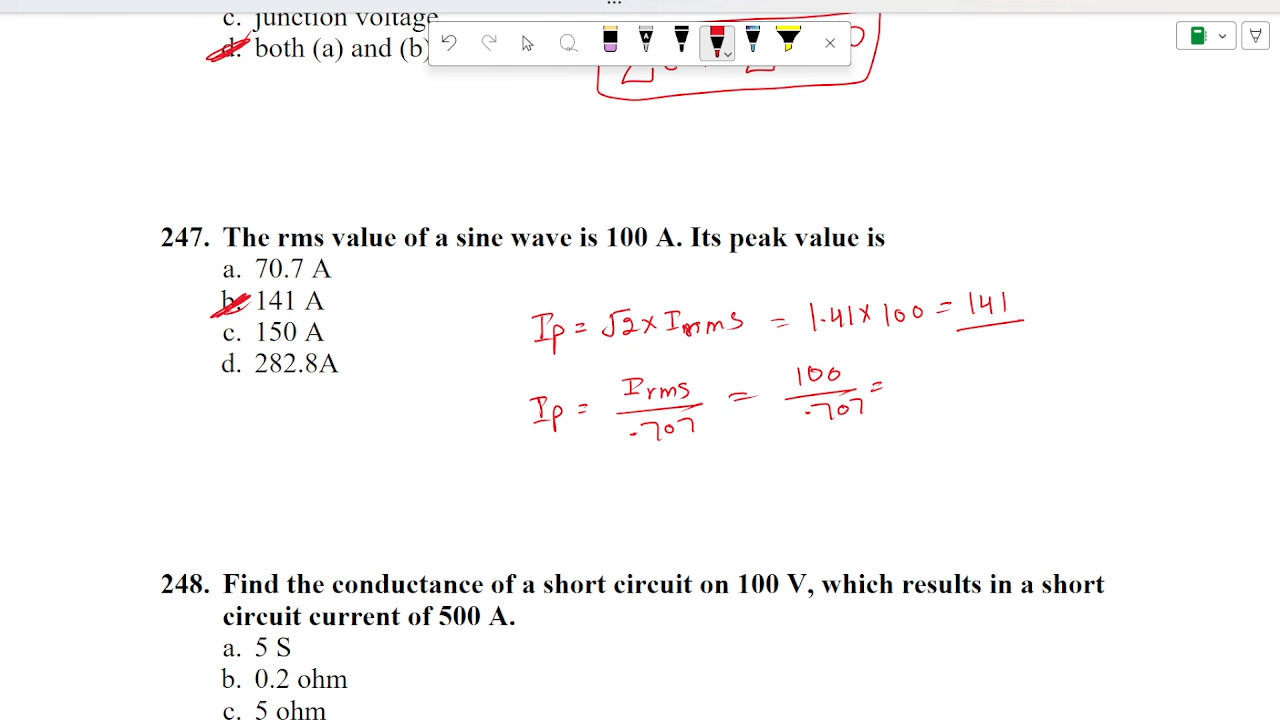 c. junction voltage
d. both (a) and (b)
247. The rms value of a sine wave is 100 A. Its peak value is
a. 70.7 A
b. 141 A
c. 150 A
d. 282.8A
Ip = √2 x Irms = 1.41 x 100 = 141
Ip = Irms / .707 = 100 / .707 =
248. Find the conductance of a short circuit on 100 V, which results in a short
circuit current of 500 A.
a. 5 S
b. 0.2 ohm
c. 5 ohm